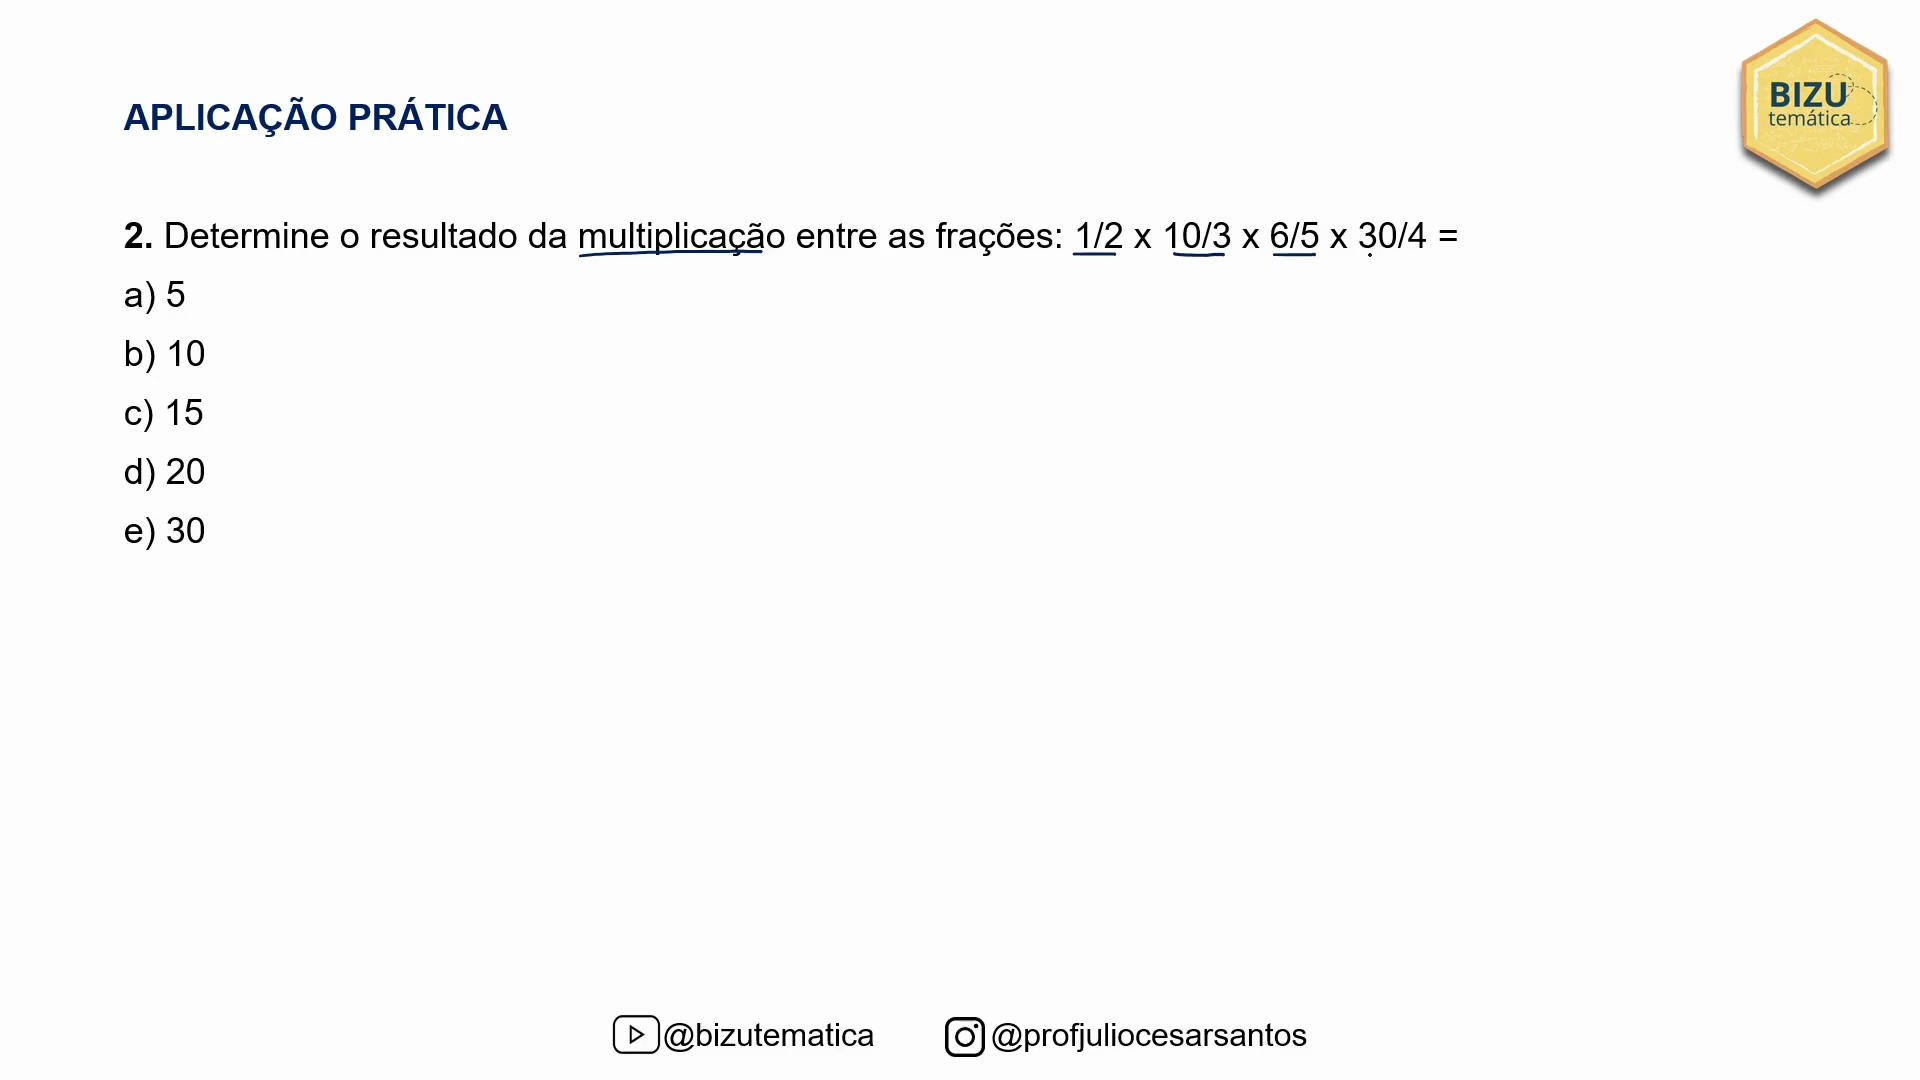 BIZU
temática
APLICAÇÃO PRÁTICA
2. Determine o resultado da multiplicação entre as frações: 1/2 x 10/3 x 6/5 x 30/4 =
a) 5
b) 10
c) 15
d) 20
e) 30
@bizutematica @profjuliocesarsantos